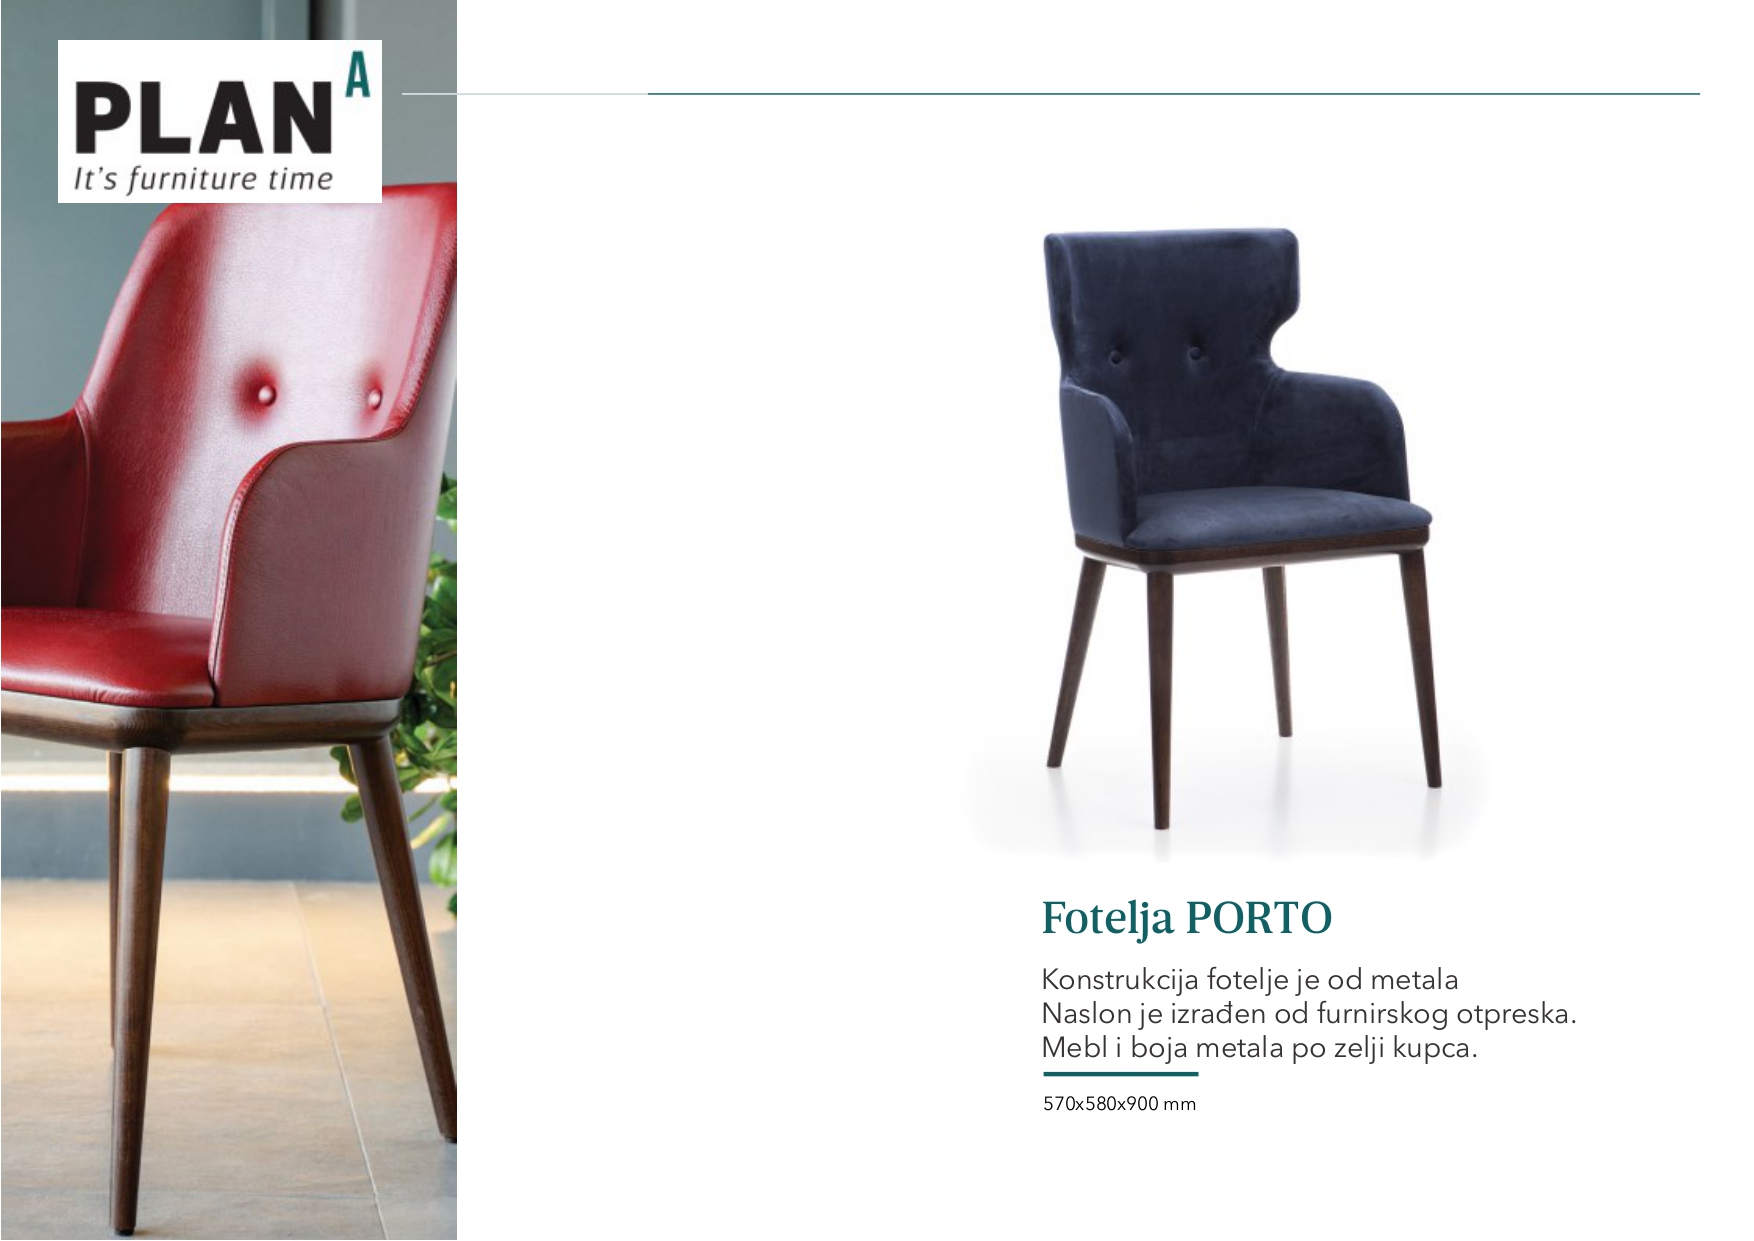 PLAN A
It's furniture time
Fotelja PORTO
Konstrukcija fotelje je od metala
Naslon je izrađen od furnirskog otpreska.
Mebl i boja metala po zelji kupca.
570x580x900 mm